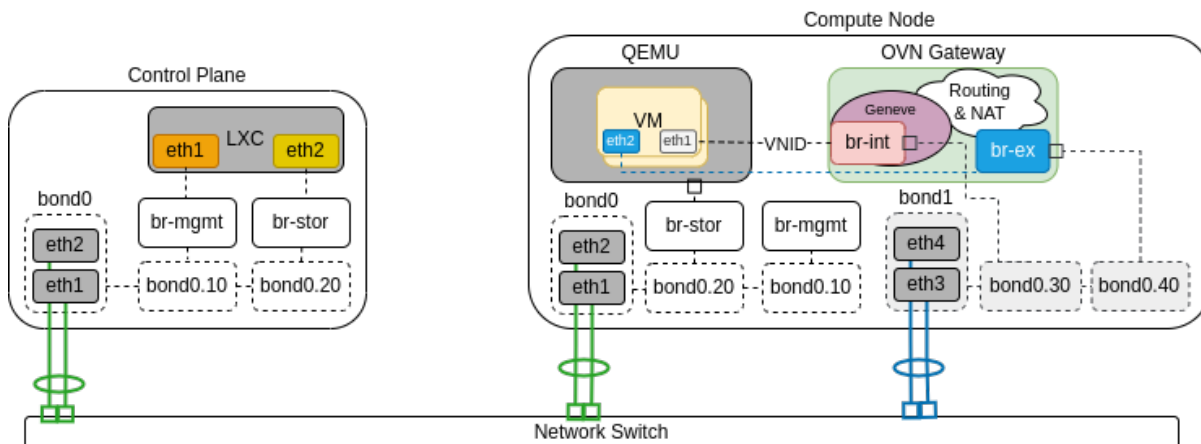 Compute Node
Control Plane
QEMU
OVN Gateway
LXC
eth1
eth2
VM
eth2
eth1
VNID
Geneve
Routing
& NAT
br-int
br-ex
bond0
eth2
eth1
br-mgmt
br-stor
bond0.10
bond0.20
bond0
eth2
eth1
br-stor
br-mgmt
bond0.20
bond0.10
bond1
eth4
eth3
bond0.30
bond0.40
Network Switch